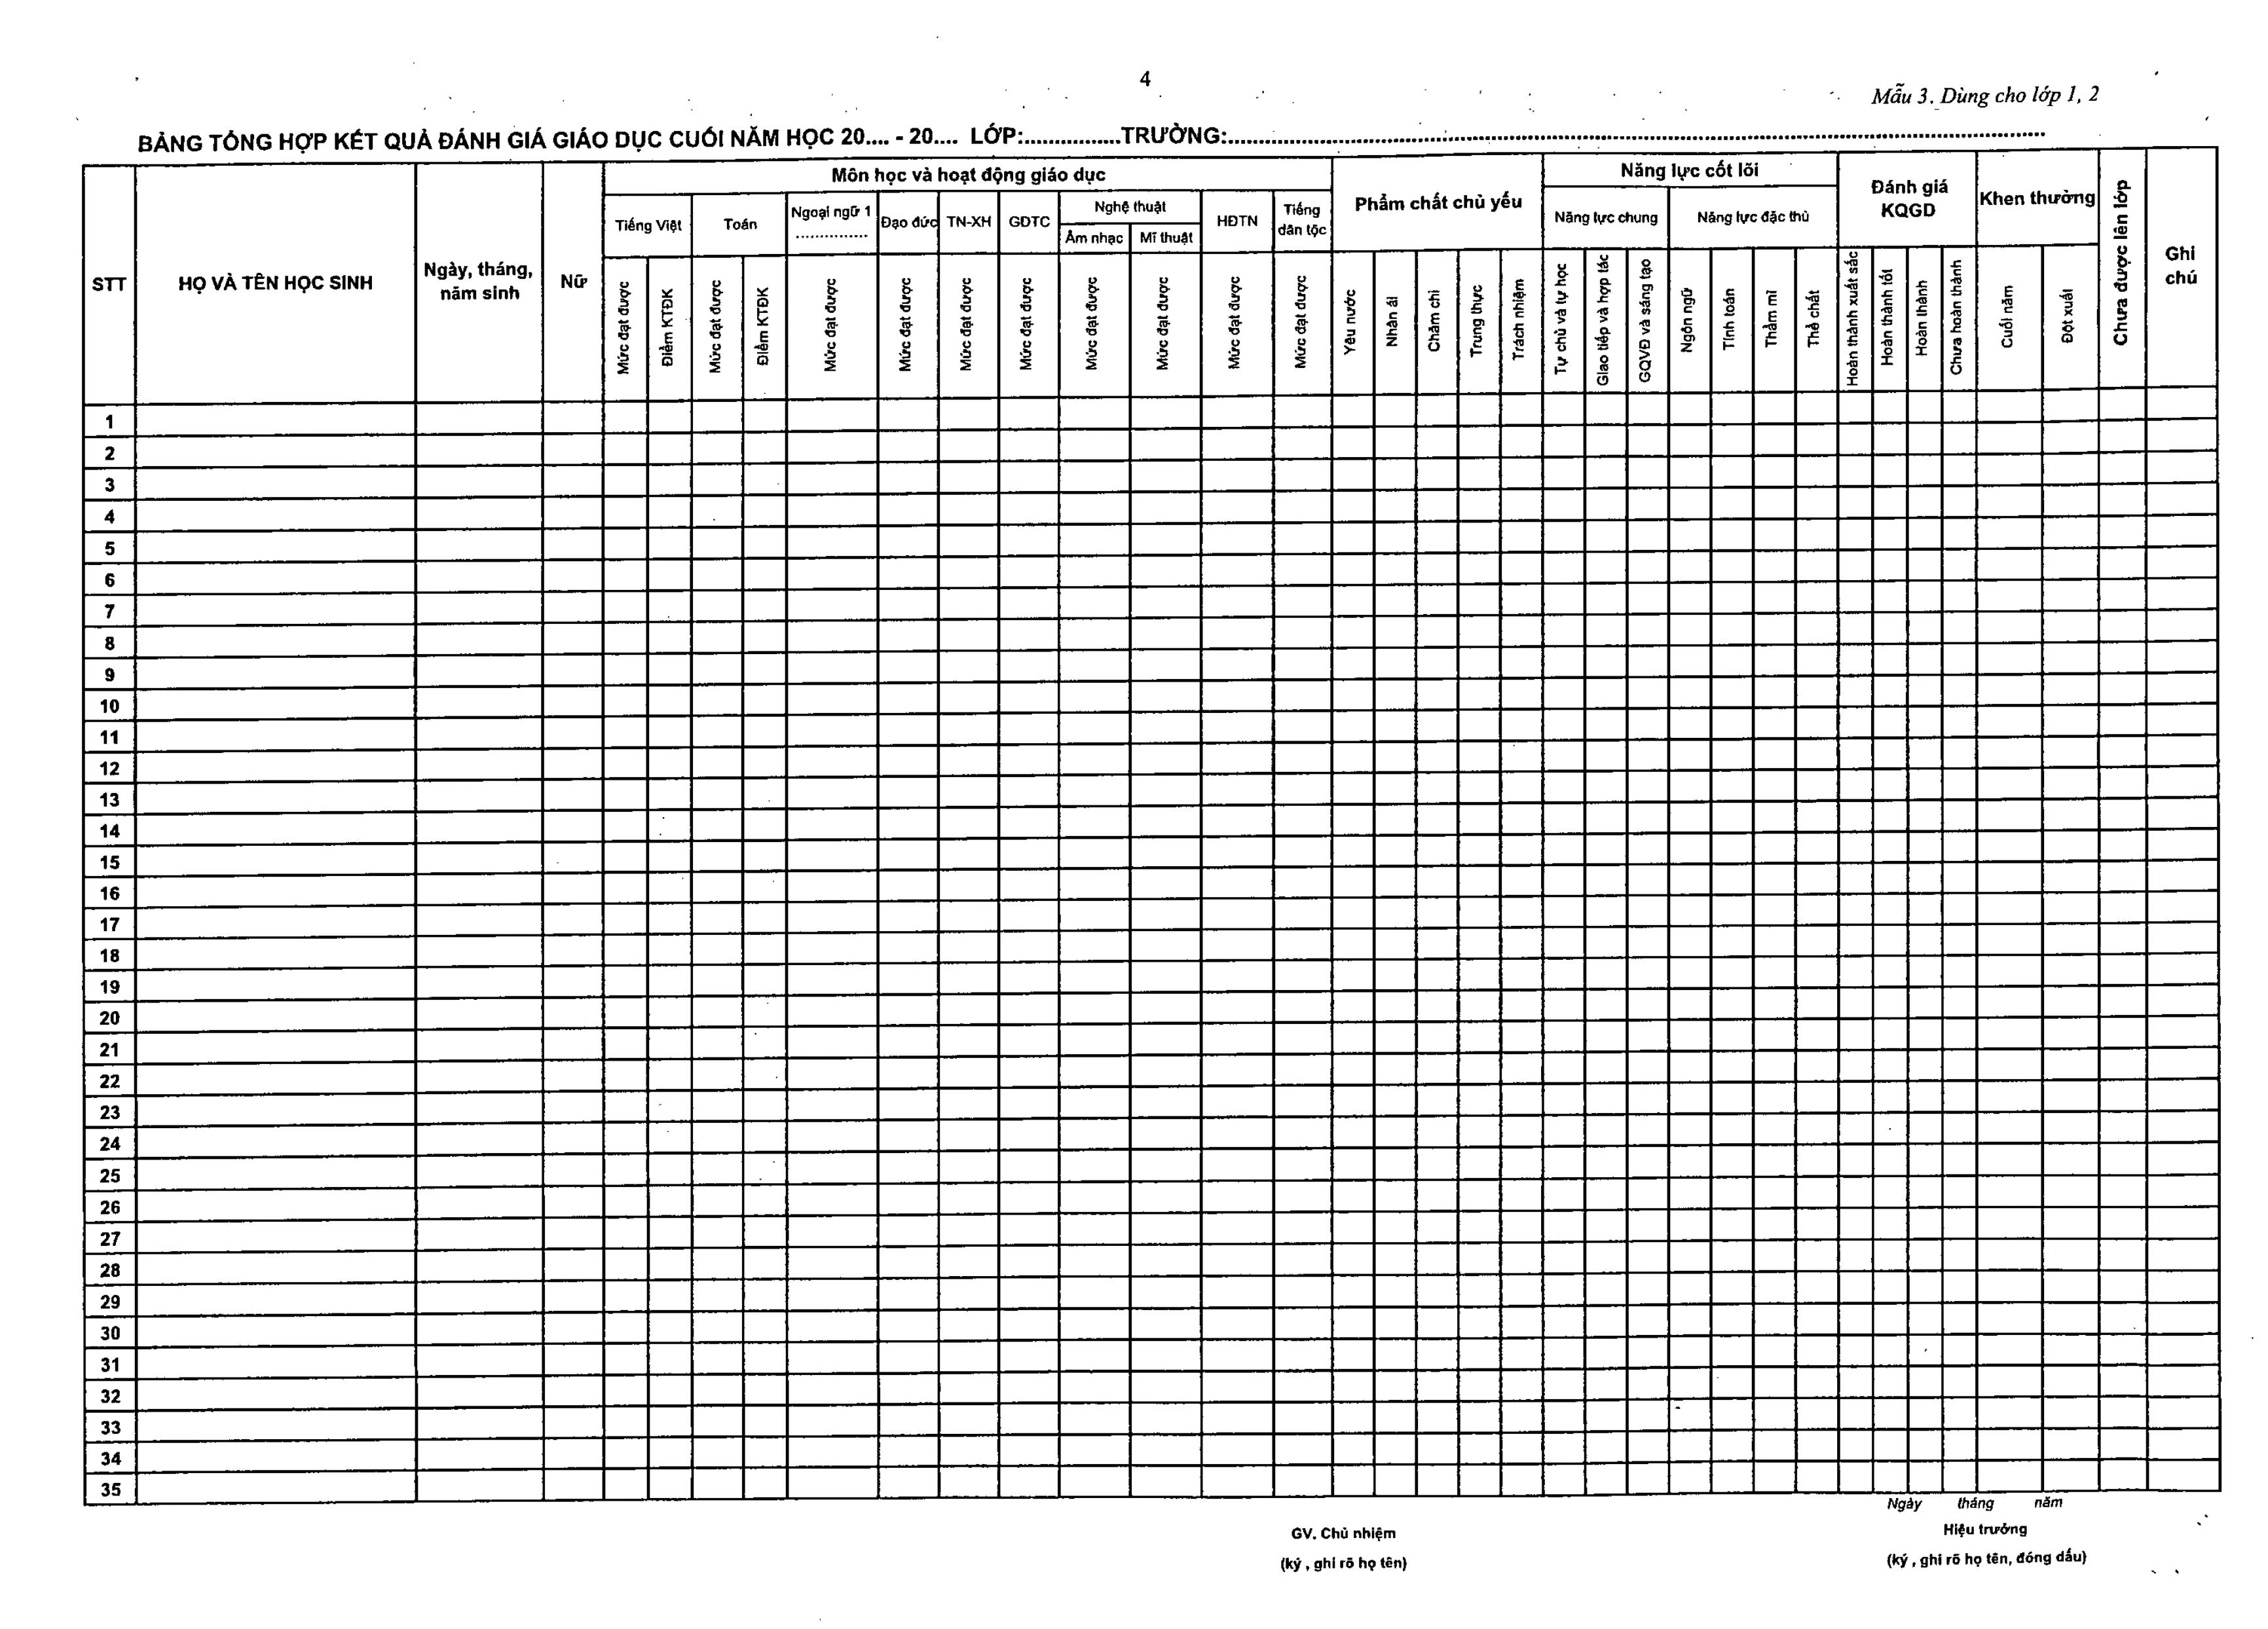 4
Mẫu 3. Dùng cho lớp 1, 2
BẢNG TỔNG HỢP KẾT QUẢ ĐÁNH GIÁ GIÁO DỤC CUỐI NĂM HỌC 20.... - 20.... LỚP:................TRƯỜNG:................
STT
HỌ VÀ TÊN HỌC SINH
Ngày, tháng,
năm sinh
Nữ
Môn học và hoạt động giáo dục
Tiếng Việt
Toán
Ngoại ngữ 1
...............
Đạo đức
TN-XH
GDTC
Nghệ thuật
Âm nhạc
Mĩ thuật
HĐTN
Tiếng
dân tộc
Mức đạt được
Điểm KTĐK
Mức đạt được
Điểm KTĐK
Mức đạt được
Mức đạt được
Mức đạt được
Mức đạt được
Mức đạt được
Mức đạt được
Mức đạt được
Mức đạt được
Phẩm chất chủ yếu
Yêu nước
Nhân ái
Chăm chỉ
Trung thực
Trách nhiệm
Năng lực cốt lõi
Năng lực chung
Năng lực đặc thù
Tự chủ và tự học
Giao tiếp và hợp tác
GQVĐ và sáng tạo
Ngôn ngữ
Tính toán
Thẩm mĩ
Thể chất
Đánh giá
KQGD
Hoàn thành xuất sắc
Hoàn thành tốt
Hoàn thành
Chưa hoàn thành
Khen thưởng
Cuối năm
Đột xuất
Chưa được lên lớp
Ghi
chú
1
2
3
4
5
6
7
8
9
10
11
12
13
14
15
16
17
18
19
20
21
22
23
24
25
26
27
28
29
30
31
32
33
34
35
Ngày tháng năm
GV. Chủ nhiệm
(ký , ghi rõ họ tên)
Hiệu trưởng
(ký , ghi rõ họ tên, đóng dấu)